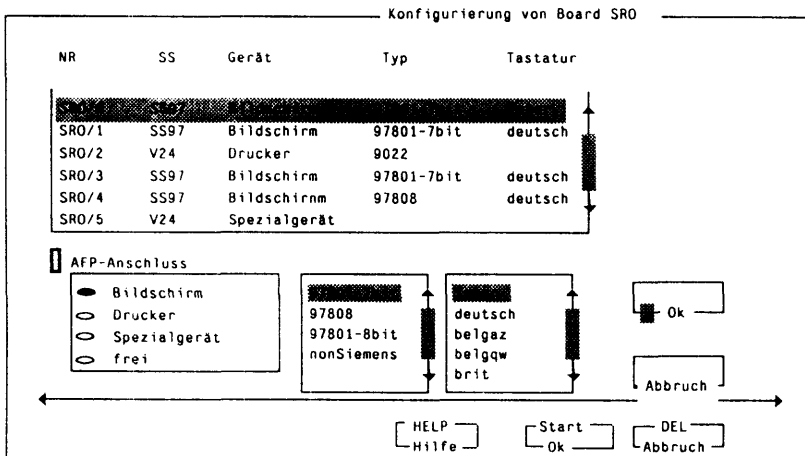 Konfigurierung von Board SRO
NR SS Gerät Typ Tastatur
SS97
SRO/1 SS97 Bildschirm 97801-7bit deutsch
SRO/2 V24 Drucker 9022
SRO/3 SS97 Bildschirm 97801-7bit deutsch
SRO/4 SS97 Bildschirnm 97808 deutsch
SRO/5 V24 Spezialgerät
AFP-Anschluss
Bildschirm
Drucker
Spezialgerät
frei
97808
97801-8bit
nonSiemens
deutsch
belgaz
belgqw
brit
Ok
Abbruch
HELP
Hilfe
Start
Ok
DEL
Abbruch